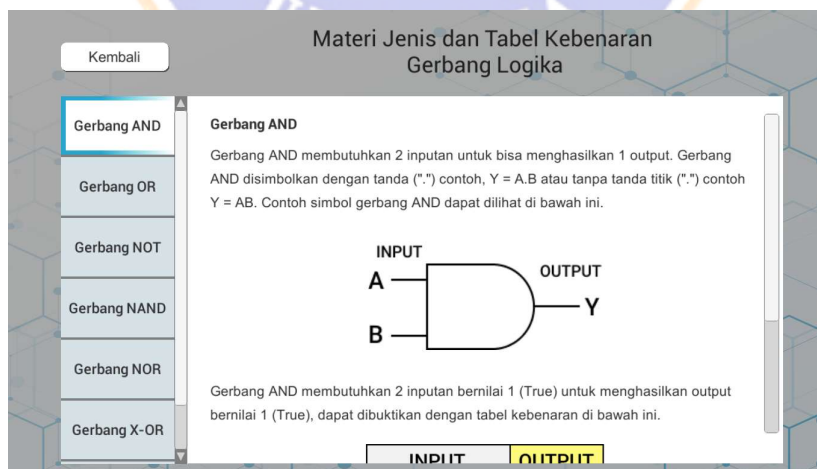 Kembali
Materi Jenis dan Tabel Kebenaran
Gerbang Logika
Gerbang AND
Gerbang OR
Gerbang NOT
Gerbang NAND
Gerbang NOR
Gerbang X-OR
Gerbang AND
Gerbang AND membutuhkan 2 inputan untuk bisa menghasilkan 1 output. Gerbang
AND disimbolkan dengan tanda (".") contoh, Y = A.B atau tanpa tanda titik (".") contoh
Y = AB. Contoh simbol gerbang AND dapat dilihat di bawah ini.
INPUT
A
OUTPUT
Y
B
Gerbang AND membutuhkan 2 inputan bernilai 1 (True) untuk menghasilkan output
bernilai 1 (True), dapat dibuktikan dengan tabel kebenaran di bawah ini.
INPUT OUTPUT